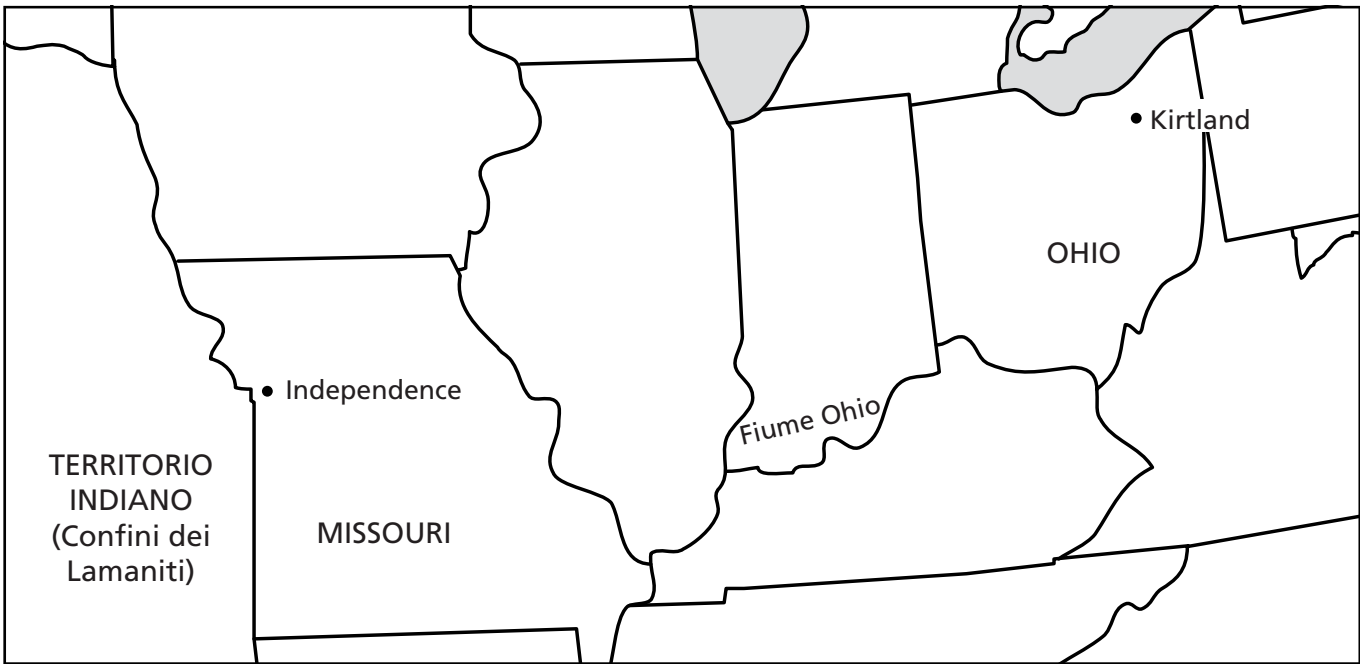 Kirtland
OHIO
Independence
Fiume Ohio
TERRITORIO
INDIANO
(Confini dei
Lamaniti)
MISSOURI